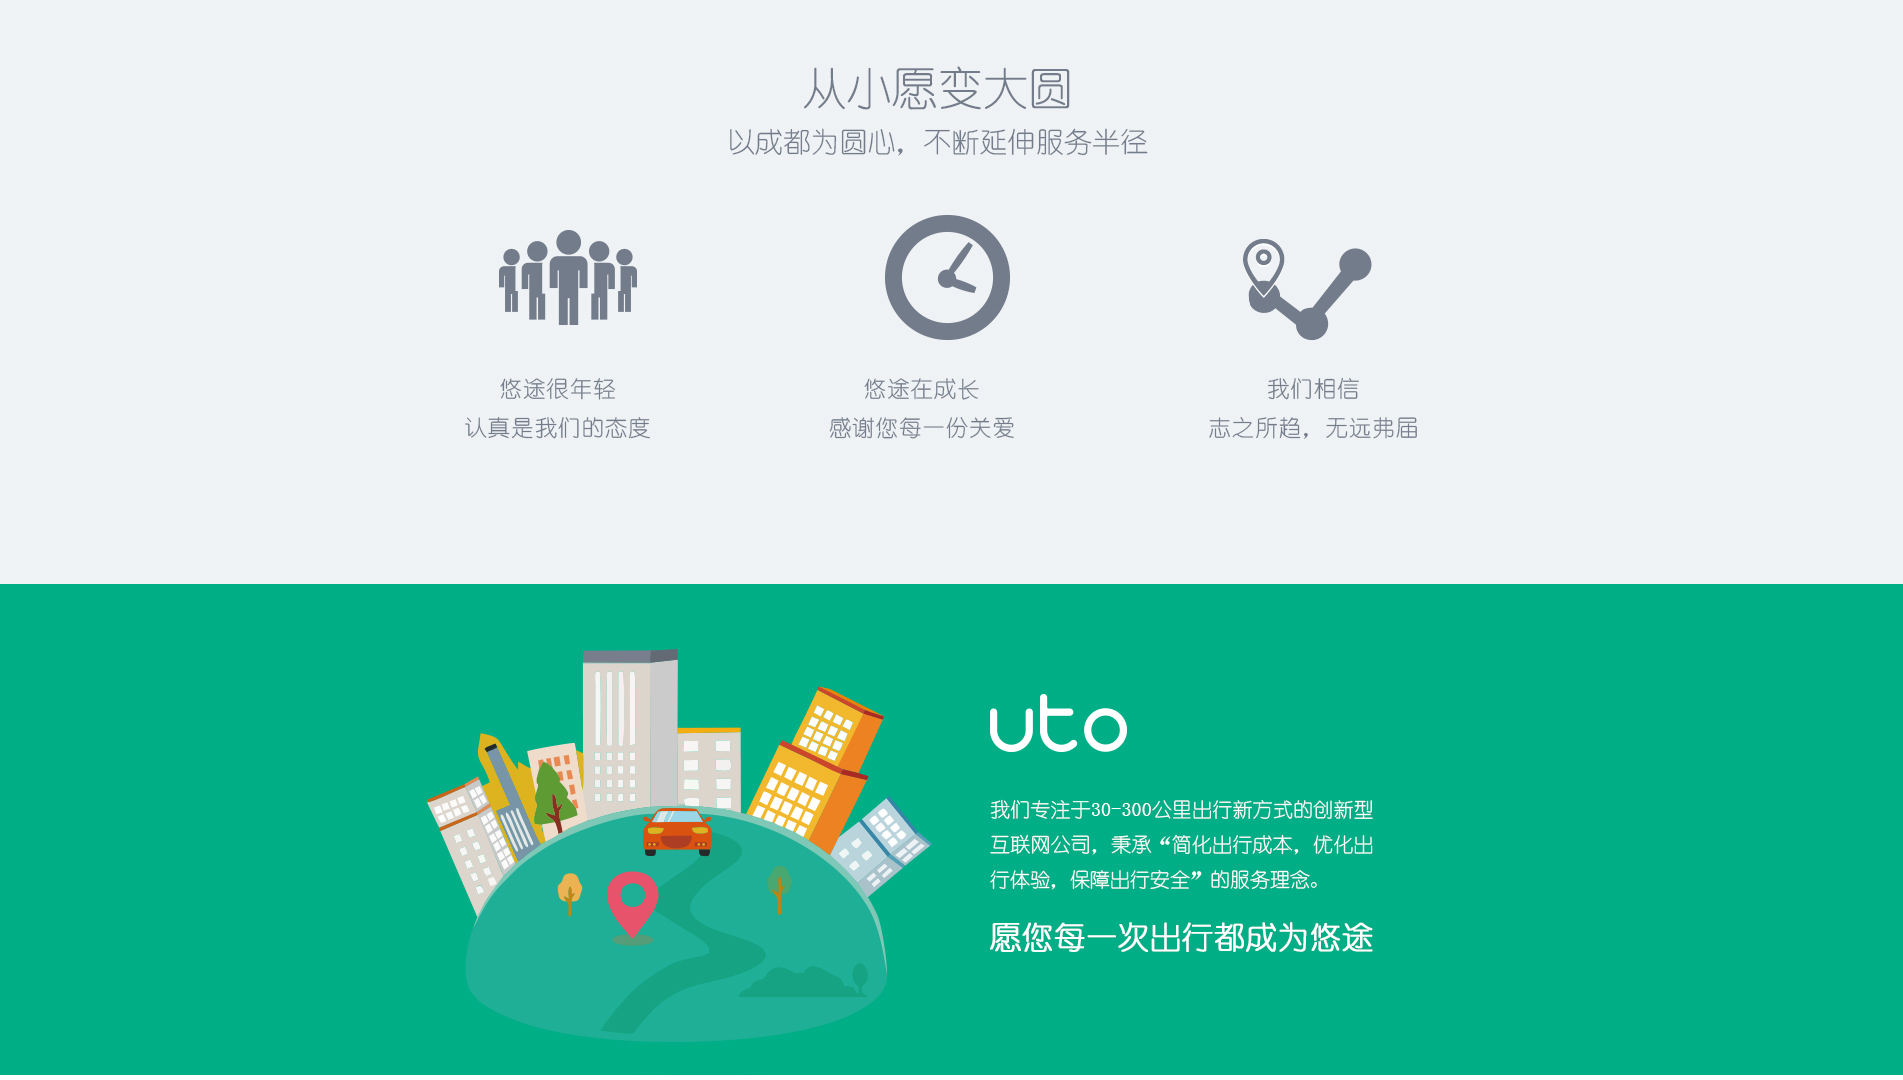 从小愿变大圆
以成都为圆心，不断延伸服务半径
悠途很年轻
认真是我们的态度
悠途在成长
感谢您每一份关爱
我们相信
志之所趋，无远弗届
uto
我们专注于30-300公里出行新方式的创新型
互联网公司，秉承“简化出行成本，优化出
行体验，保障出行安全”的服务理念。
愿您每一次出行都成为悠途